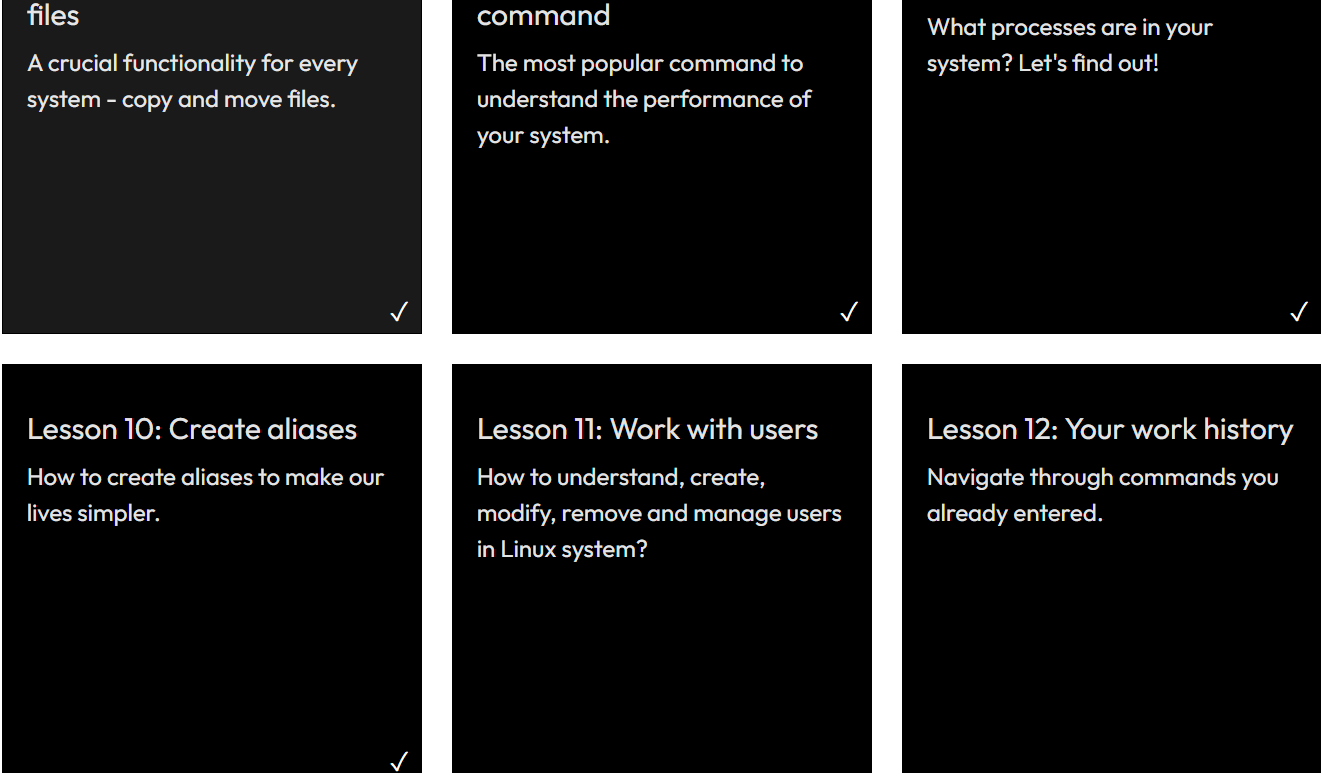 files
A crucial functionality for every
system - copy and move files.
✓
command
The most popular command to
understand the performance of
your system.
✓
What processes are in your
system? Let's find out!
✓
Lesson 10: Create aliases
How to create aliases to make our
lives simpler.
✓
Lesson 11: Work with users
How to understand, create,
modify, remove and manage users
in Linux system?
Lesson 12: Your work history
Navigate through commands you
already entered.